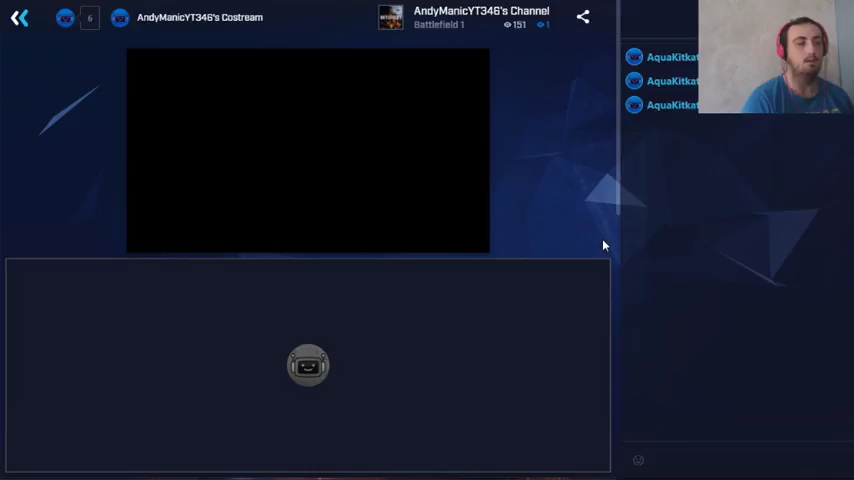 6
AndyManicYT346's Costream
AndyManicYT346's Channel
Battlefield 1
151
1
AquaKitkat
AquaKitkat
AquaKitkat